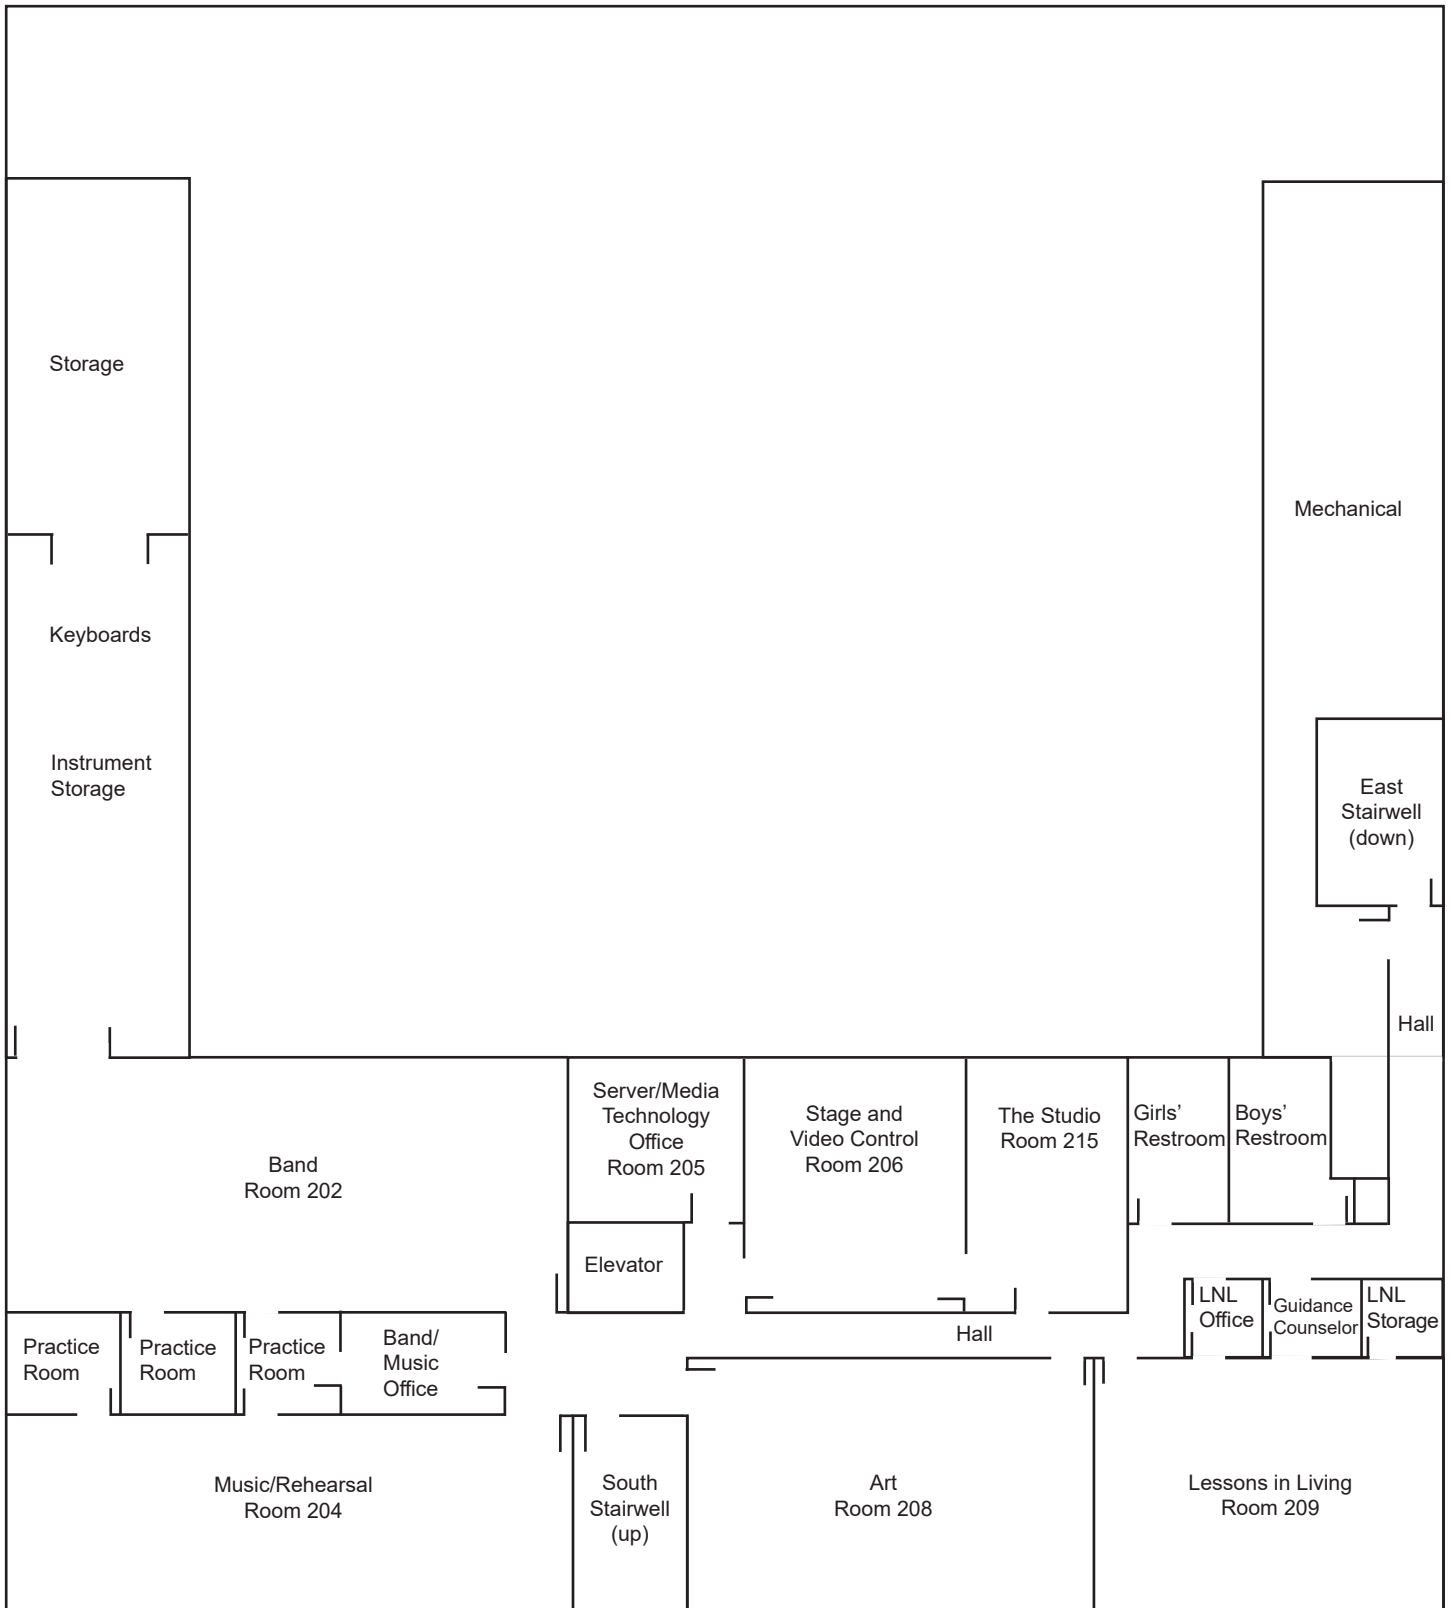 Storage
Mechanical
Keyboards
Instrument
Storage
East
Stairwell
(down)
Hall
Server/Media
Technology
Office
Room 205
Stage and
Video Control
Room 206
The Studio
Room 215
Girls’
Restroom
Boys’
Restroom
Band
Room 202
Elevator
LNL
Office
Guidance
Counselor
LNL
Storage
Practice
Room
Practice
Room
Practice
Room
Band/
Music
Office
Hall
Music/Rehearsal
Room 204
South
Stairwell
(up)
Art
Room 208
Lessons in Living
Room 209